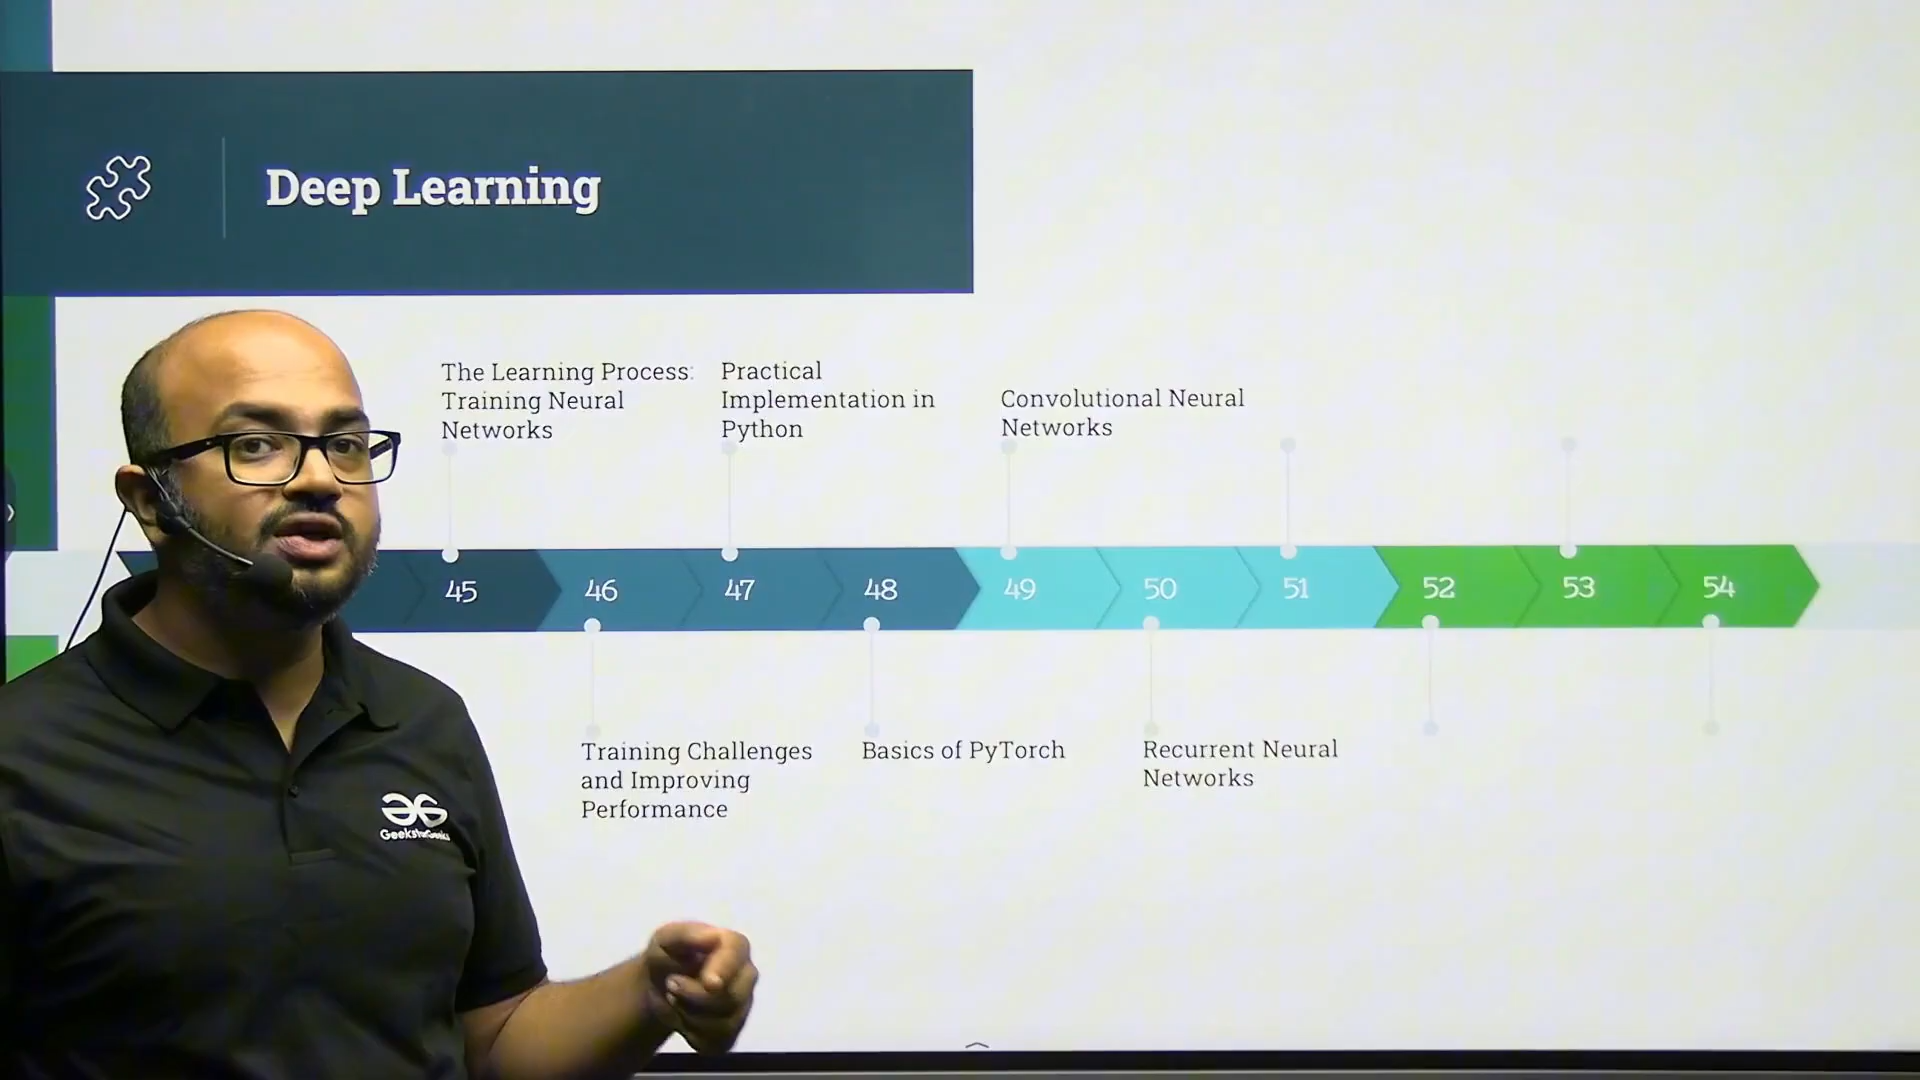 Deep Learning
The Learning Process:
Training Neural
Networks
Practical
Implementation in
Python
Convolutional Neural
Networks
45
46
47
48
49
50
51
52
53
54
Training Challenges
and Improving
Performance
Basics of PyTorch
Recurrent Neural
Networks
GeeksforGeeks